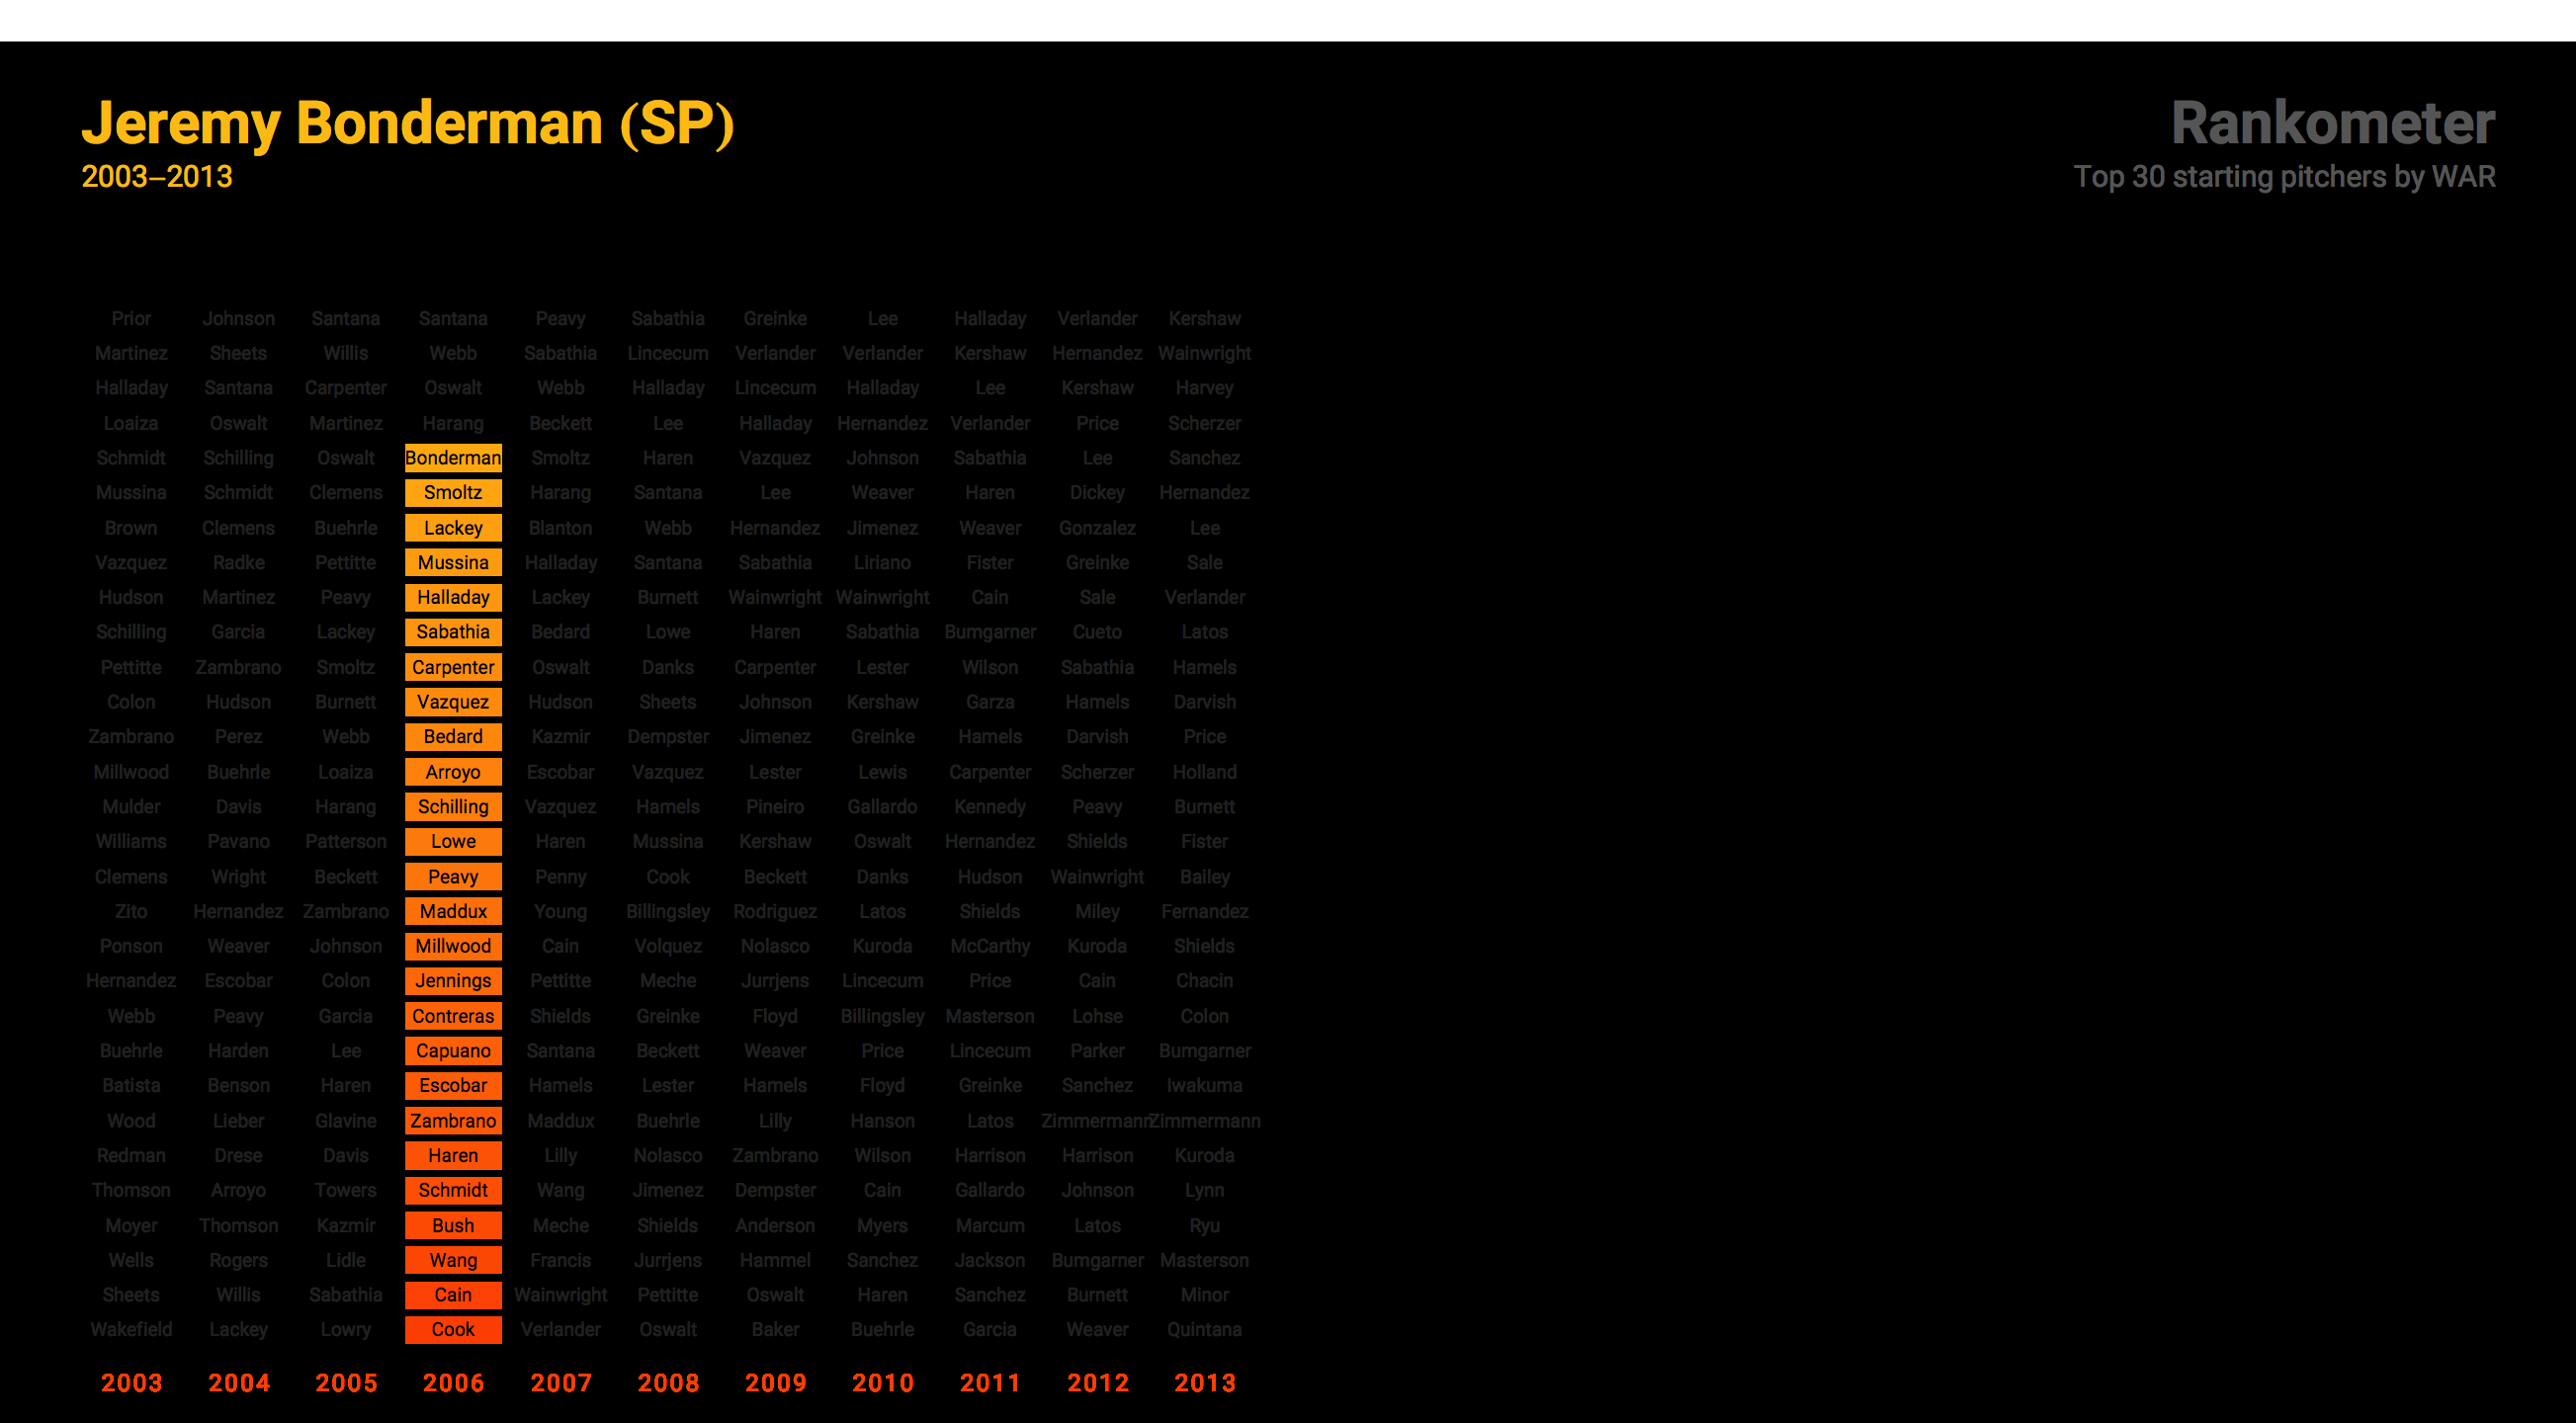 Jeremy Bonderman (SP)
2003–2013
Rankometer
Top 30 starting pitchers by WAR
Prior Johnson Santana Santana Peavy Sabathia Greinke Lee Halladay Verlander Kershaw
Martinez Sheets Willis Webb Sabathia Lincecum Verlander Verlander Kershaw Hernandez Wainwright
Halladay Santana Carpenter Oswalt Webb Halladay Lincecum Halladay Lee Kershaw Harvey
Loaiza Oswalt Martinez Harang Beckett Lee Halladay Hernandez Verlander Price Scherzer
Schmidt Schilling Oswalt Bonderman Smoltz Haren Vazquez Johnson Sabathia Lee Sanchez
Mussina Schmidt Clemens Smoltz Harang Santana Lee Weaver Haren Dickey Hernandez
Brown Clemens Buehrle Lackey Blanton Webb Hernandez Jimenez Weaver Gonzalez Lee
Vazquez Radke Pettitte Mussina Halladay Santana Sabathia Liriano Fister Greinke Sale
Hudson Martinez Peavy Halladay Lackey Burnett Wainwright Wainwright Cain Sale Verlander
Schilling Garcia Lackey Sabathia Bedard Lowe Haren Sabathia Bumgarner Cueto Latos
Pettitte Zambrano Smoltz Carpenter Oswalt Danks Carpenter Lester Wilson Sabathia Hamels
Colon Hudson Burnett Vazquez Hudson Sheets Johnson Kershaw Garza Hamels Darvish
Zambrano Perez Webb Bedard Kazmir Dempster Jimenez Greinke Hamels Darvish Price
Millwood Buehrle Loaiza Arroyo Escobar Vazquez Lester Lewis Carpenter Scherzer Holland
Mulder Davis Harang Schilling Vazquez Hamels Pineiro Gallardo Kennedy Peavy Burnett
Williams Pavano Patterson Lowe Haren Mussina Kershaw Oswalt Hernandez Shields Fister
Clemens Wright Beckett Peavy Penny Cook Beckett Danks Hudson Wainwright Bailey
Zito Hernandez Zambrano Maddux Young Billingsley Rodriguez Latos Shields Miley Fernandez
Ponson Weaver Johnson Millwood Cain Volquez Nolasco Kuroda McCarthy Kuroda Shields
Hernandez Escobar Colon Jennings Pettitte Meche Jurrjens Lincecum Price Cain Chacin
Webb Peavy Garcia Contreras Shields Greinke Floyd Billingsley Masterson Lohse Colon
Buehrle Harden Lee Capuano Santana Beckett Weaver Price Lincecum Parker Bumgarner
Batista Benson Haren Escobar Hamels Lester Hamels Floyd Greinke Sanchez Iwakuma
Wood Lieber Glavine Zambrano Maddux Buehrle Lilly Hanson Latos Zimmermann Zimmermann
Redman Drese Davis Haren Lilly Nolasco Zambrano Wilson Harrison Harrison Kuroda
Thomson Arroyo Towers Schmidt Wang Jimenez Dempster Cain Gallardo Johnson Lynn
Moyer Thomson Kazmir Bush Meche Shields Anderson Myers Marcum Latos Ryu
Wells Rogers Lidle Wang Francis Jurrjens Hammel Sanchez Jackson Bumgarner Masterson
Sheets Willis Sabathia Cain Wainwright Pettitte Oswalt Haren Sanchez Burnett Minor
Wakefield Lackey Lowry Cook Verlander Oswalt Baker Buehrle Garcia Weaver Quintana
2003 2004 2005 2006 2007 2008 2009 2010 2011 2012 2013